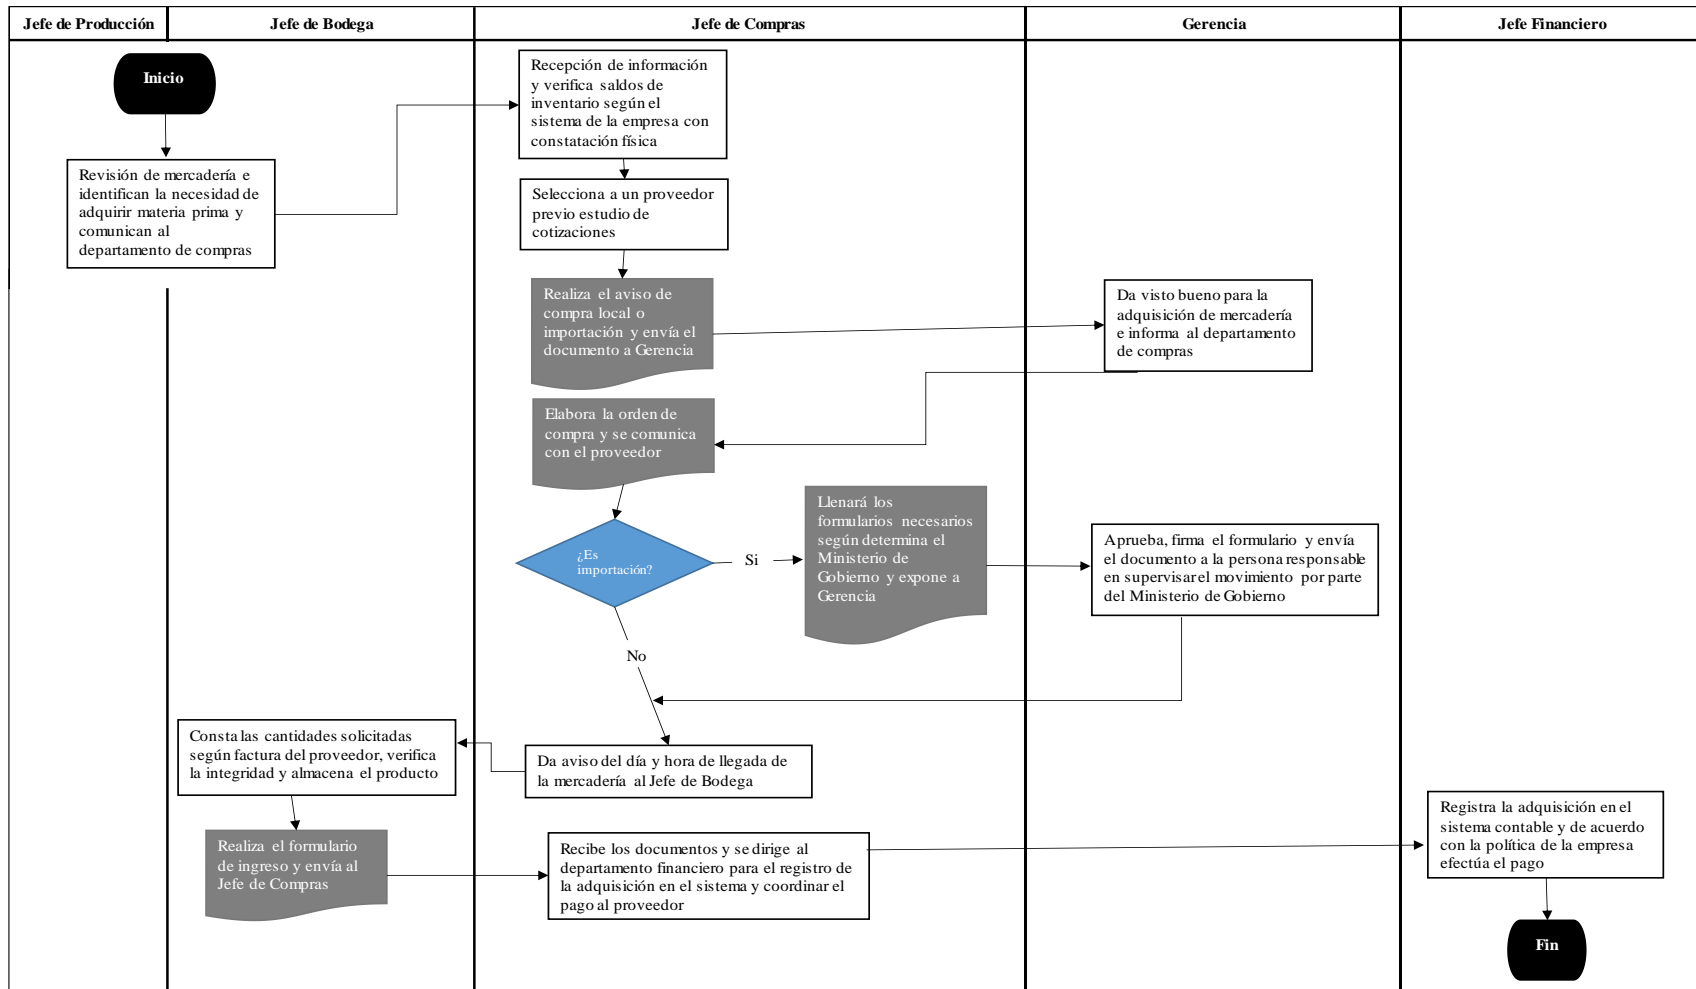 Jefe de Producción
Jefe de Bodega
Jefe de Compras
Gerencia
Jefe Financiero
Inicio
Revisión de mercadería e
identifican la necesidad de
adquirir materia prima y
comunican al
departamento de compras
Recepción de información
y verifica saldos de
inventario según el
sistema de la empresa con
constatación física
Selecciona a un proveedor
previo estudio de
cotizaciones
Realiza el aviso de
compra local o
importación y envía el
documento a Gerencia
Da visto bueno para la
adquisición de mercadería
e informa al departamento
de compras
Elabora la orden de
compra y se comunica
con el proveedor
¿Es
importación?
Si
Llenará los
formularios necesarios
según determina el
Ministerio de
Gobierno y expone a
Gerencia
Aprueba, firma el formulario y envía
el documento a la persona responsable
en supervisar el movimiento por parte
del Ministerio de Gobierno
No
Da aviso del día y hora de llegada de
la mercadería al Jefe de Bodega
Consta las cantidades solicitadas
según factura del proveedor, verifica
la integridad y almacena el producto
Realiza el formulario
de ingreso y envía al
Jefe de Compras
Recibe los documentos y se dirige al
departamento financiero para el registro de
la adquisición en el sistema y coordinar el
pago al proveedor
Registra la adquisición en el
sistema contable y de acuerdo
con la política de la empresa
efectúa el pago
Fin